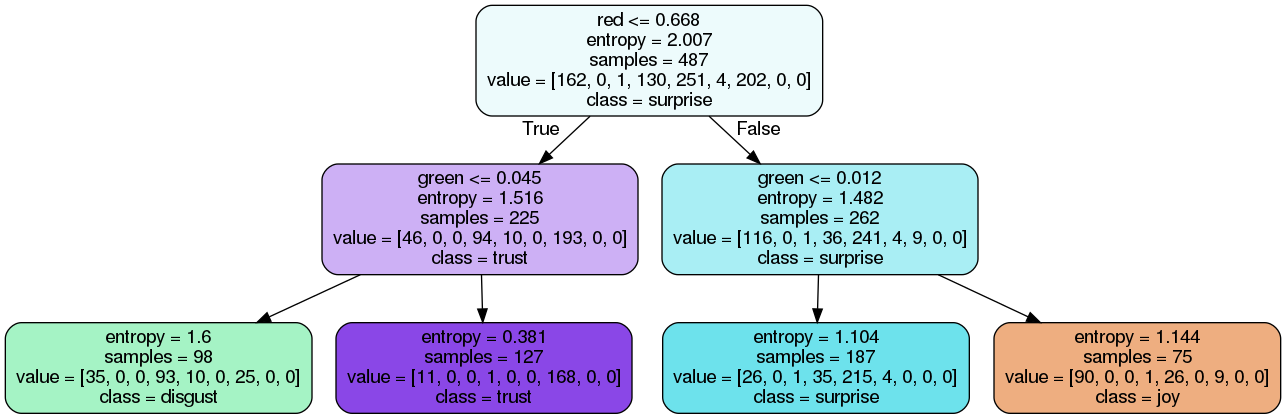 red <= 0.668
entropy = 2.007
samples = 487
value = [162, 0, 1, 130, 251, 4, 202, 0, 0]
class = surprise
True
False
green <= 0.045
entropy = 1.516
samples = 225
value = [46, 0, 0, 94, 10, 0, 193, 0, 0]
class = trust
green <= 0.012
entropy = 1.482
samples = 262
value = [116, 0, 1, 36, 241, 4, 9, 0, 0]
class = surprise
entropy = 1.6
samples = 98
value = [35, 0, 0, 93, 10, 0, 25, 0, 0]
class = disgust
entropy = 0.381
samples = 127
value = [11, 0, 0, 1, 0, 0, 168, 0, 0]
class = trust
entropy = 1.104
samples = 187
value = [26, 0, 1, 35, 215, 4, 0, 0, 0]
class = surprise
entropy = 1.144
samples = 75
value = [90, 0, 0, 1, 26, 0, 9, 0, 0]
class = joy